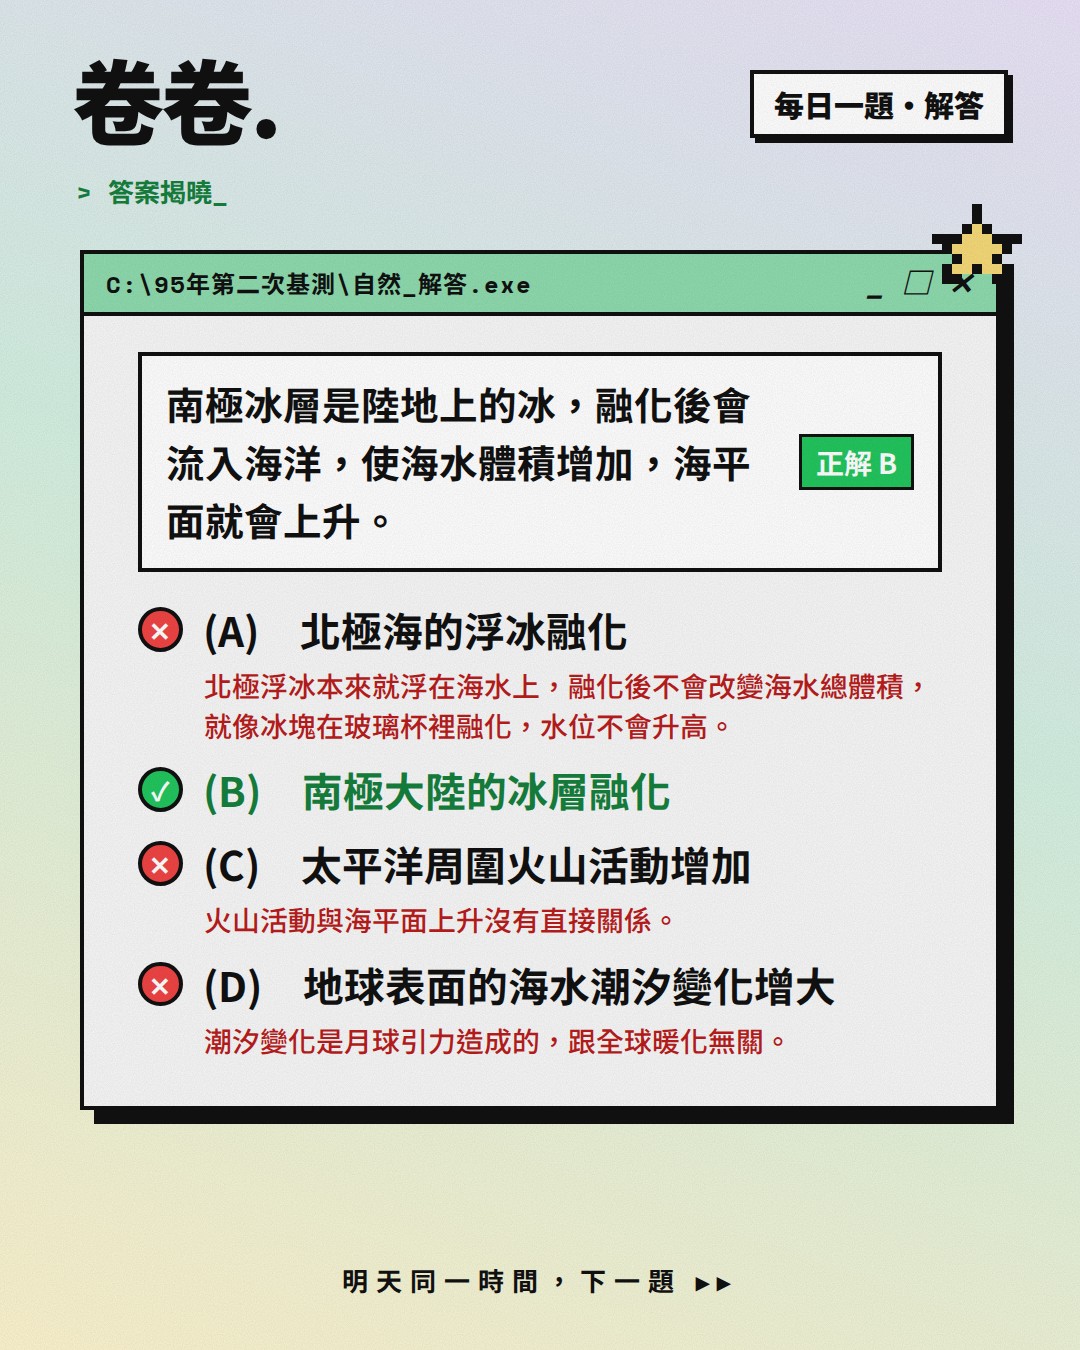 卷卷.
每日一題・解答
> 答案揭曉_
C:\95年第二次基測\自然_解答.exe
南極冰層是陸地上的冰，融化後會
流入海洋，使海水體積增加，海平
面就會上升。
正解 B
(A) 北極海的浮冰融化
北極浮冰本來就浮在海水上，融化後不會改變海水總體積，
就像冰塊在玻璃杯裡融化，水位不會升高。
(B) 南極大陸的冰層融化
(C) 太平洋周圍火山活動增加
火山活動與海平面上升沒有直接關係。
(D) 地球表面的海水潮汐變化增大
潮汐變化是月球引力造成的，跟全球暖化無關。
明天同一時間，下一題 ▸▸